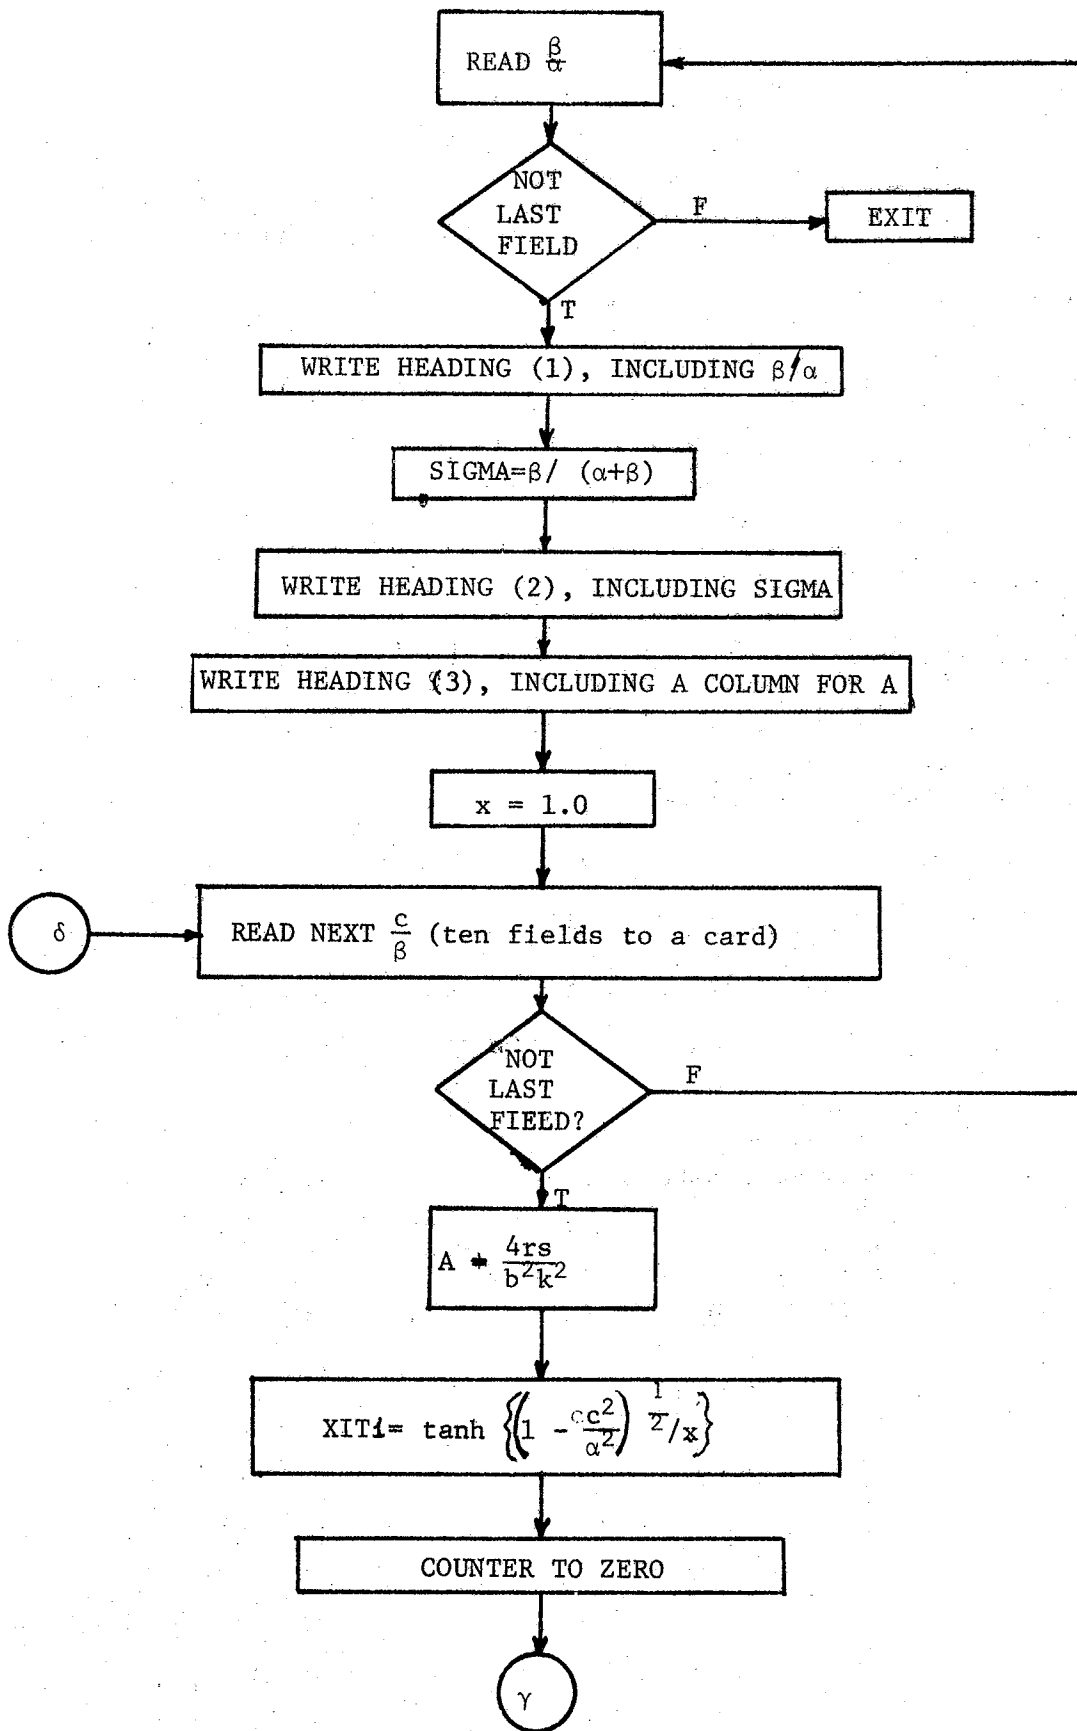 READ β/α
NOT
LAST
FIELD
F
EXIT
T
WRITE HEADING (1), INCLUDING β/α
SIGMA=β/ (α+β)
WRITE HEADING (2), INCLUDING SIGMA
WRITE HEADING (3), INCLUDING A COLUMN FOR A
x = 1.0
δ
READ NEXT c/β (ten fields to a card)
NOT
LAST
FIEED?
F
T
A = 4rs/b²k²
XIT1= tanh {(1 - c²/α²)^1/2/x}
COUNTER TO ZERO
γ